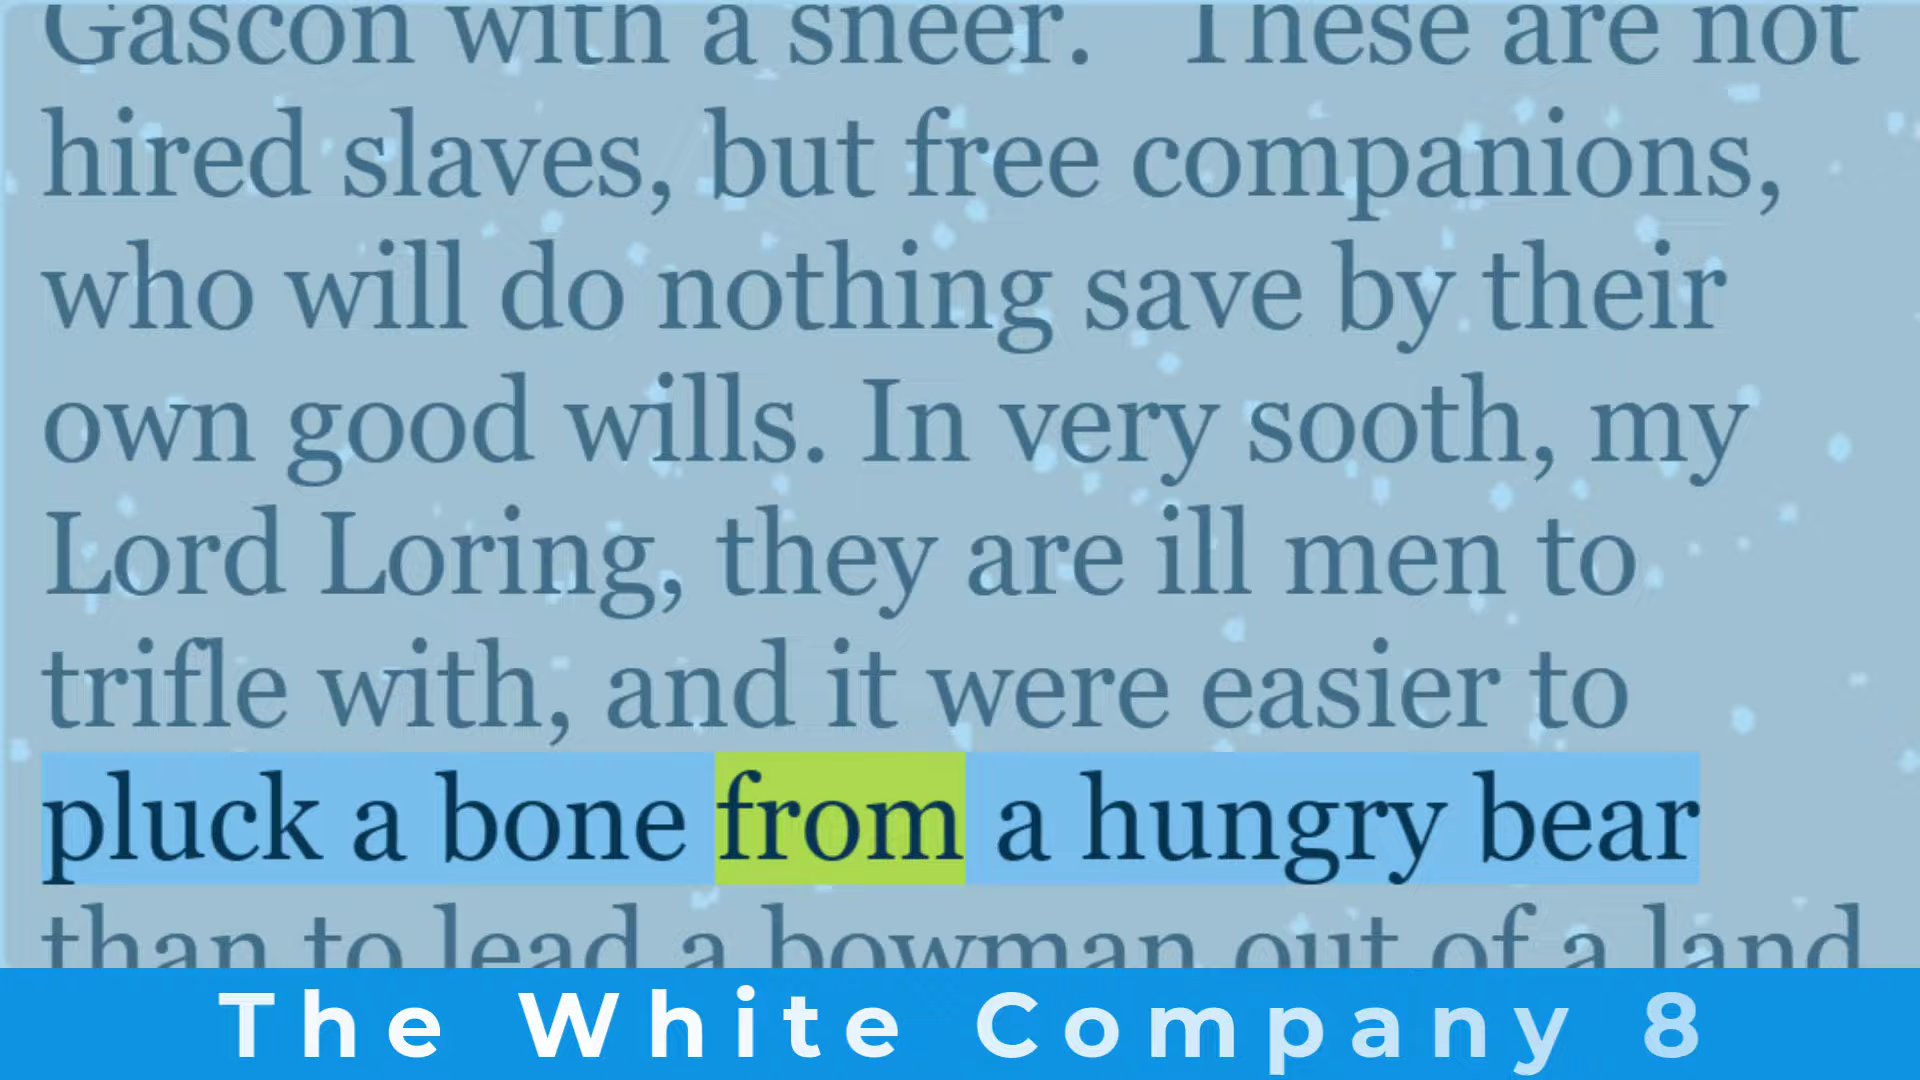 Gascon with a sneer. These are not
hired slaves, but free companions,
who will do nothing save by their
own good wills. In very sooth, my
Lord Loring, they are ill men to
trifle with, and it were easier to
pluck a bone from a hungry bear
than to lead a bowman out of a land
The White Company 8